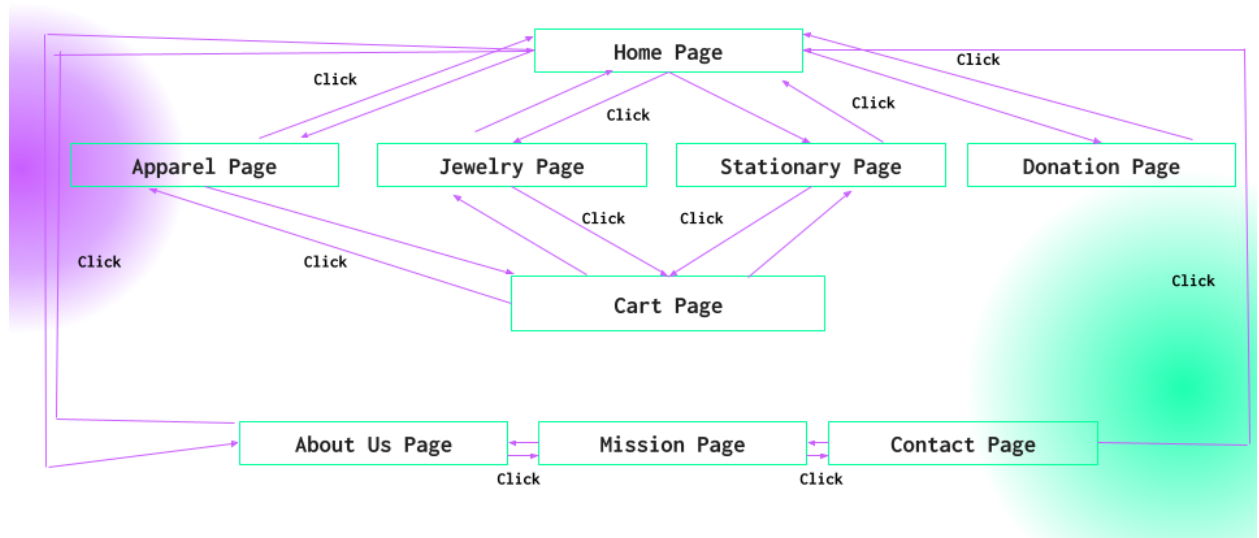 Home Page
Click
Click
Click
Click
Apparel Page
Jewelry Page
Stationary Page
Donation Page
Click
Click
Click
Click
Click
Cart Page
About Us Page
Mission Page
Contact Page
Click
Click